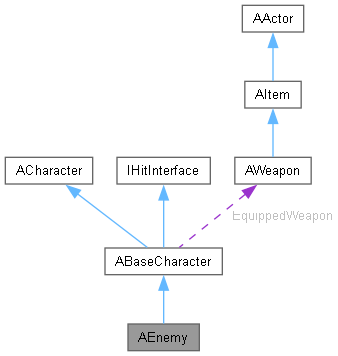 AActor
AItem
ACharacter
IHitInterface
AWeapon
EquippedWeapon
ABaseCharacter
AEnemy